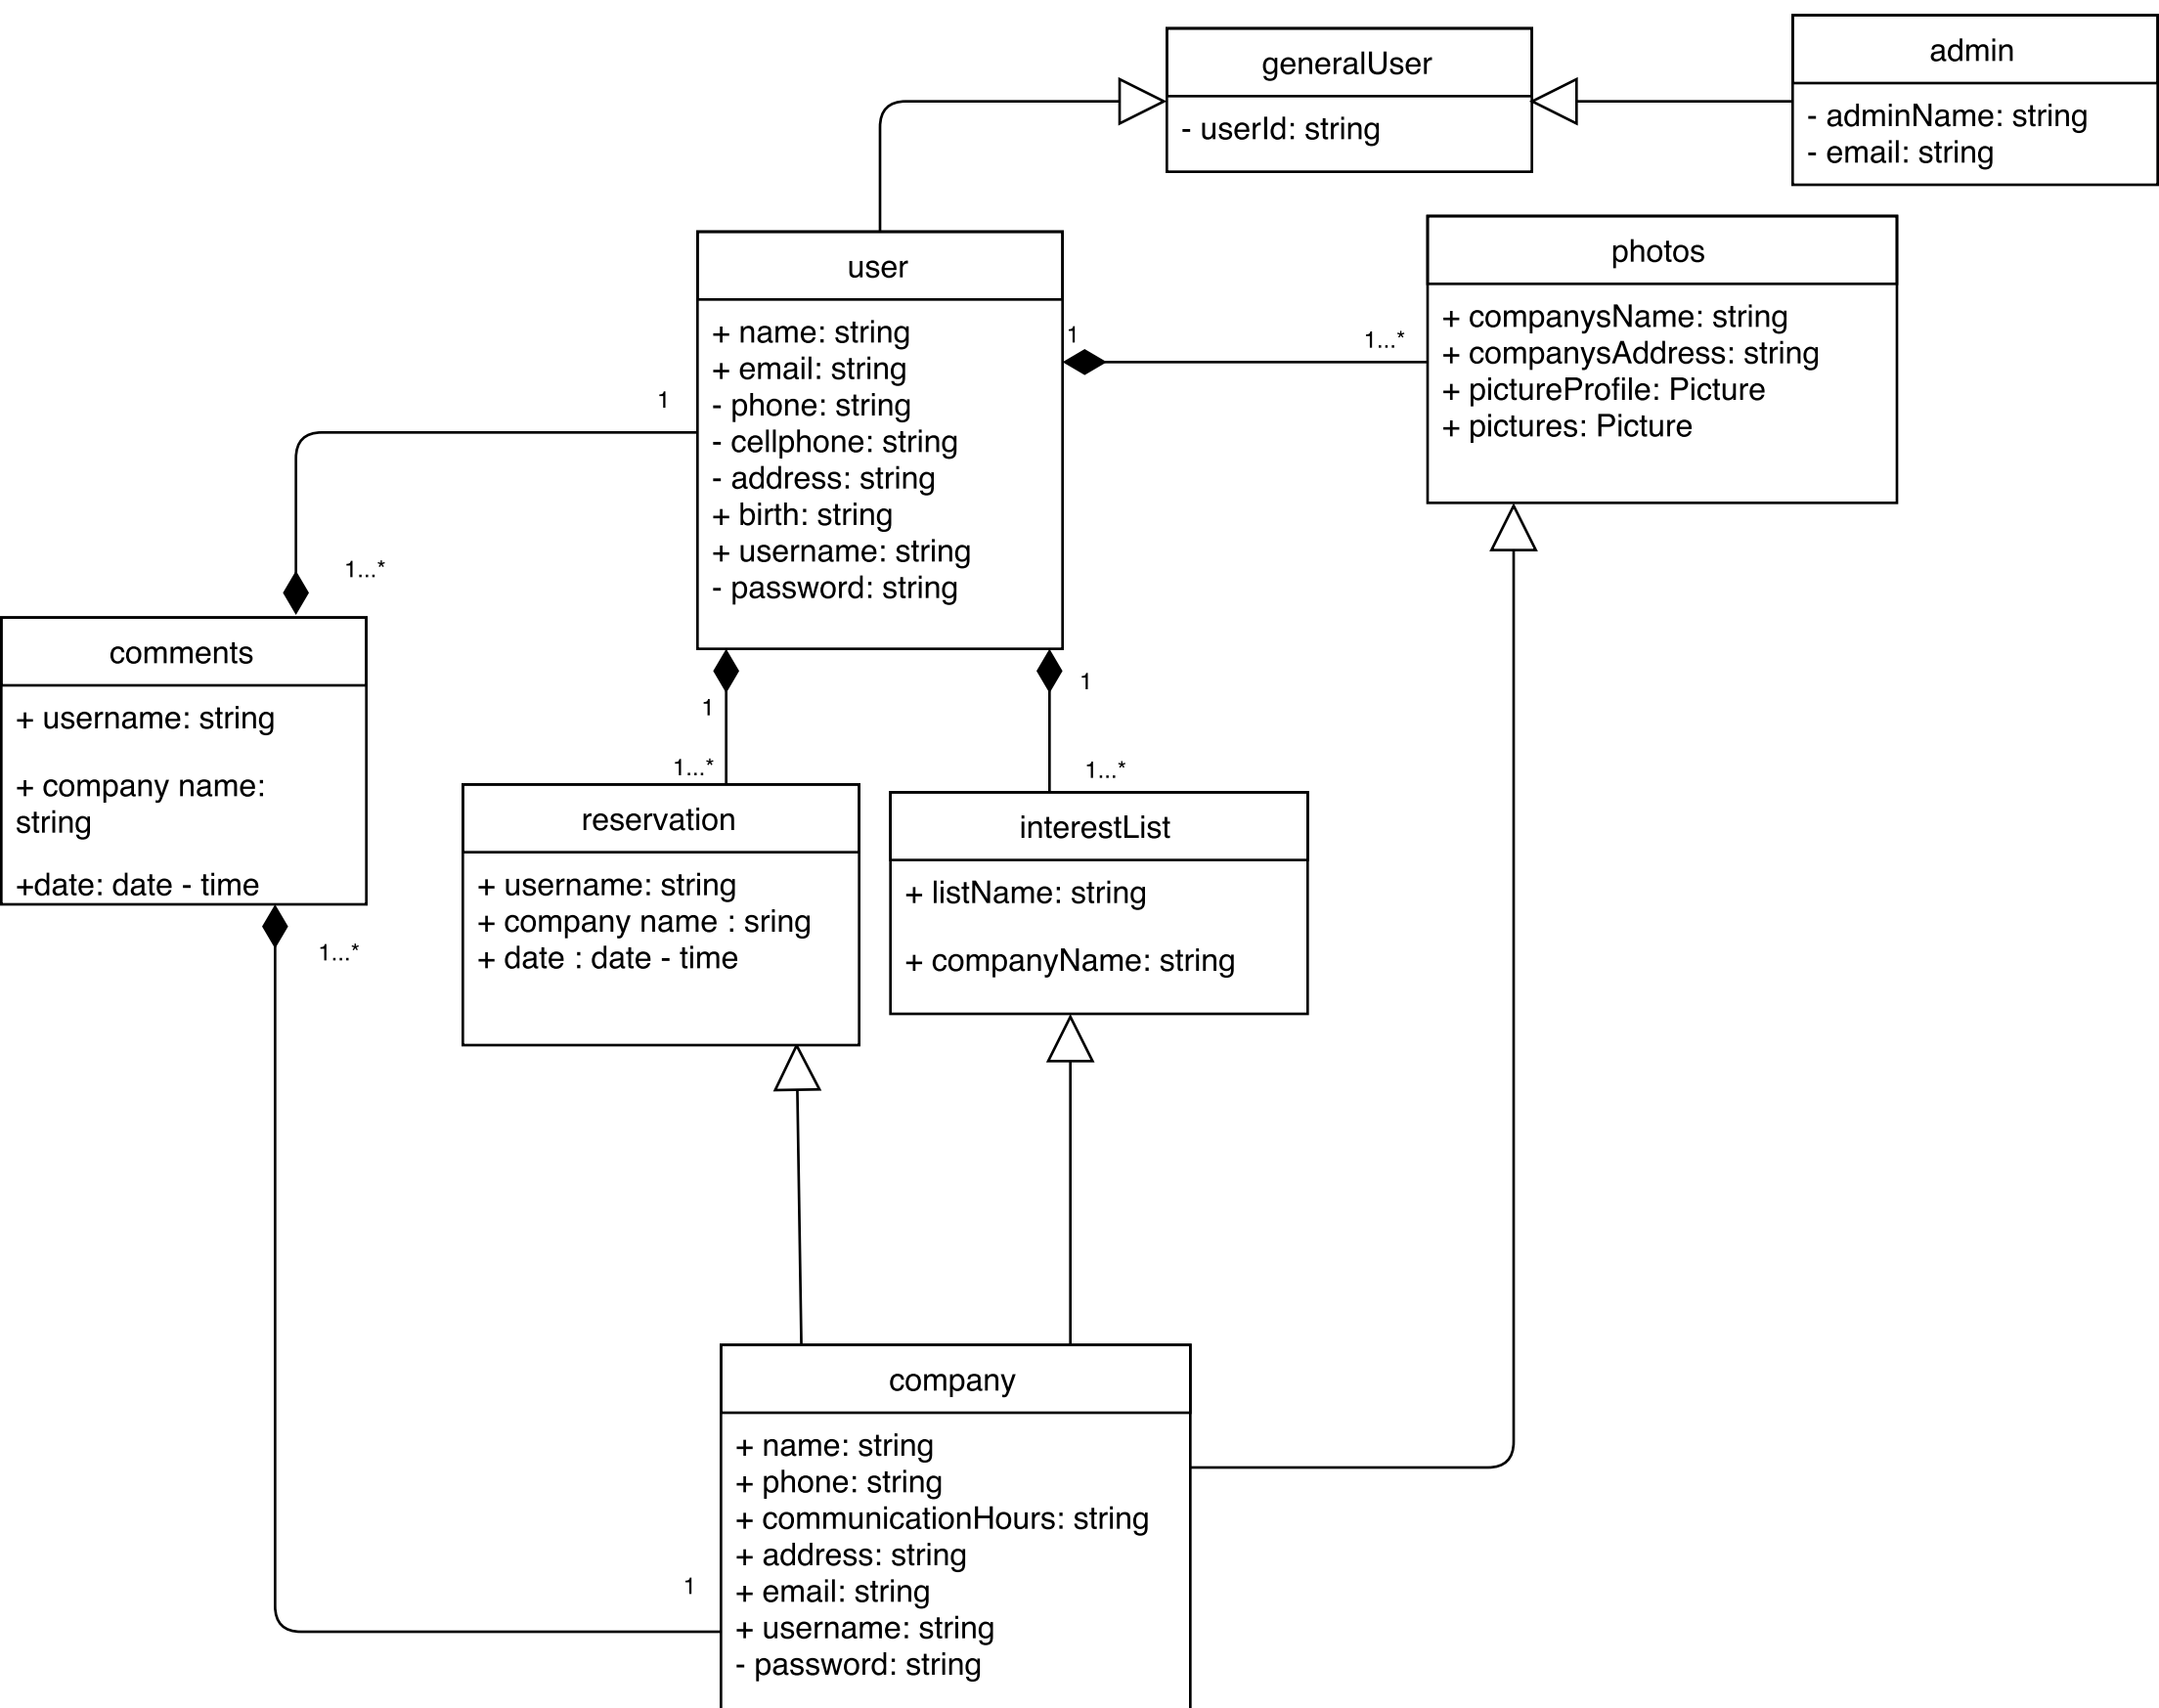 generalUser
- userId: string
admin
- adminName: string
- email: string
user
+ name: string
+ email: string
- phone: string
- cellphone: string
- address: string
+ birth: string
+ username: string
- password: string
photos
+ companysName: string
+ companysAddress: string
+ pictureProfile: Picture
+ pictures: Picture
1
1...*
1
1...*
comments
+ username: string
+ company name:
string
+date: date - time
1...*
1
1...*
1
1...*
reservation
+ username: string
+ company name : sring
+ date : date - time
interestList
+ listName: string
+ companyName: string
company
+ name: string
+ phone: string
+ communicationHours: string
+ address: string
+ email: string
+ username: string
- password: string
1